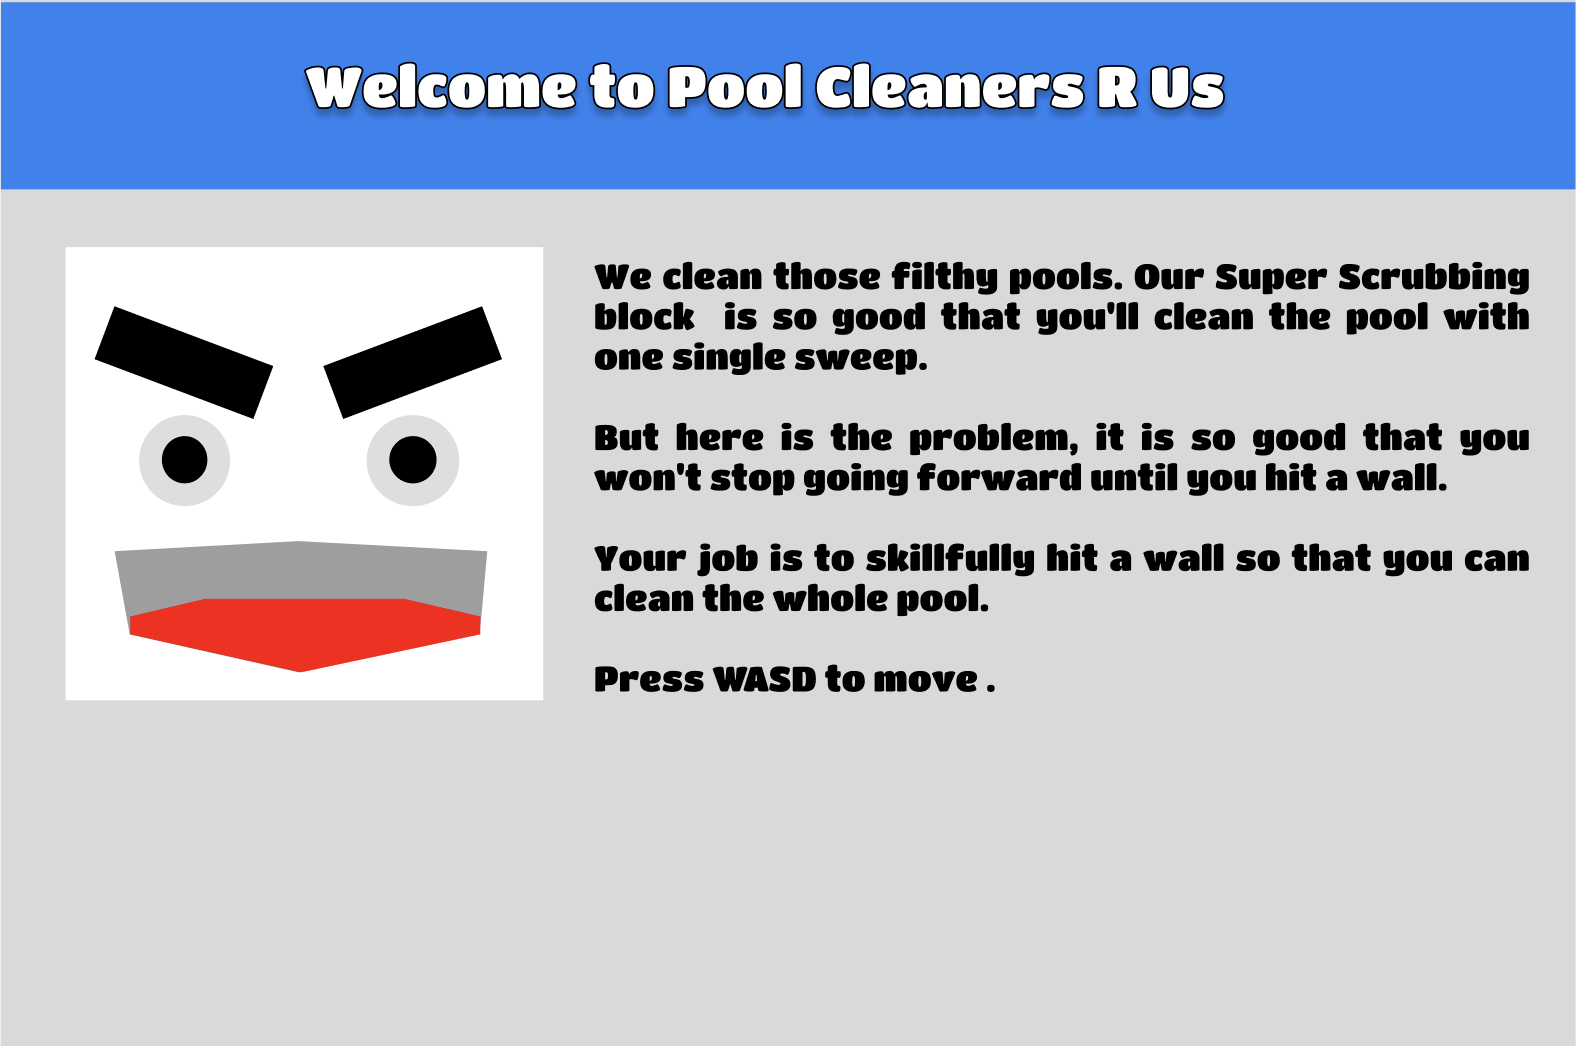 Welcome to Pool Cleaners R Us
We clean those filthy pools. Our Super Scrubbing
block  is so good that you'll clean the pool with
one single sweep.
But here is the problem, it is so good that you
won't stop going forward until you hit a wall.
Your job is to skillfully hit a wall so that you can
clean the whole pool.
Press WASD to move .